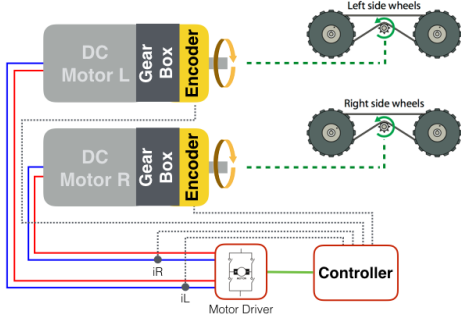 Left side wheels
DC
Motor L
Gear
Box
Encoder
Right side wheels
DC
Motor R
Gear
Box
Encoder
iR
iL
Motor Driver
Controller